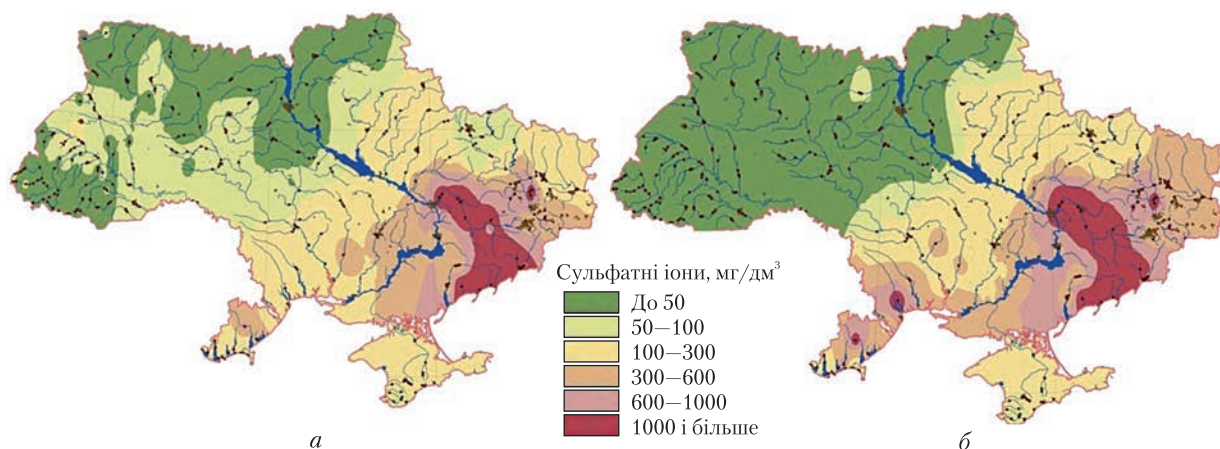 Сульфатні іони, мг/дм³
До 50
50—100
100—300
300—600
600—1000
1000 і більше
а
б